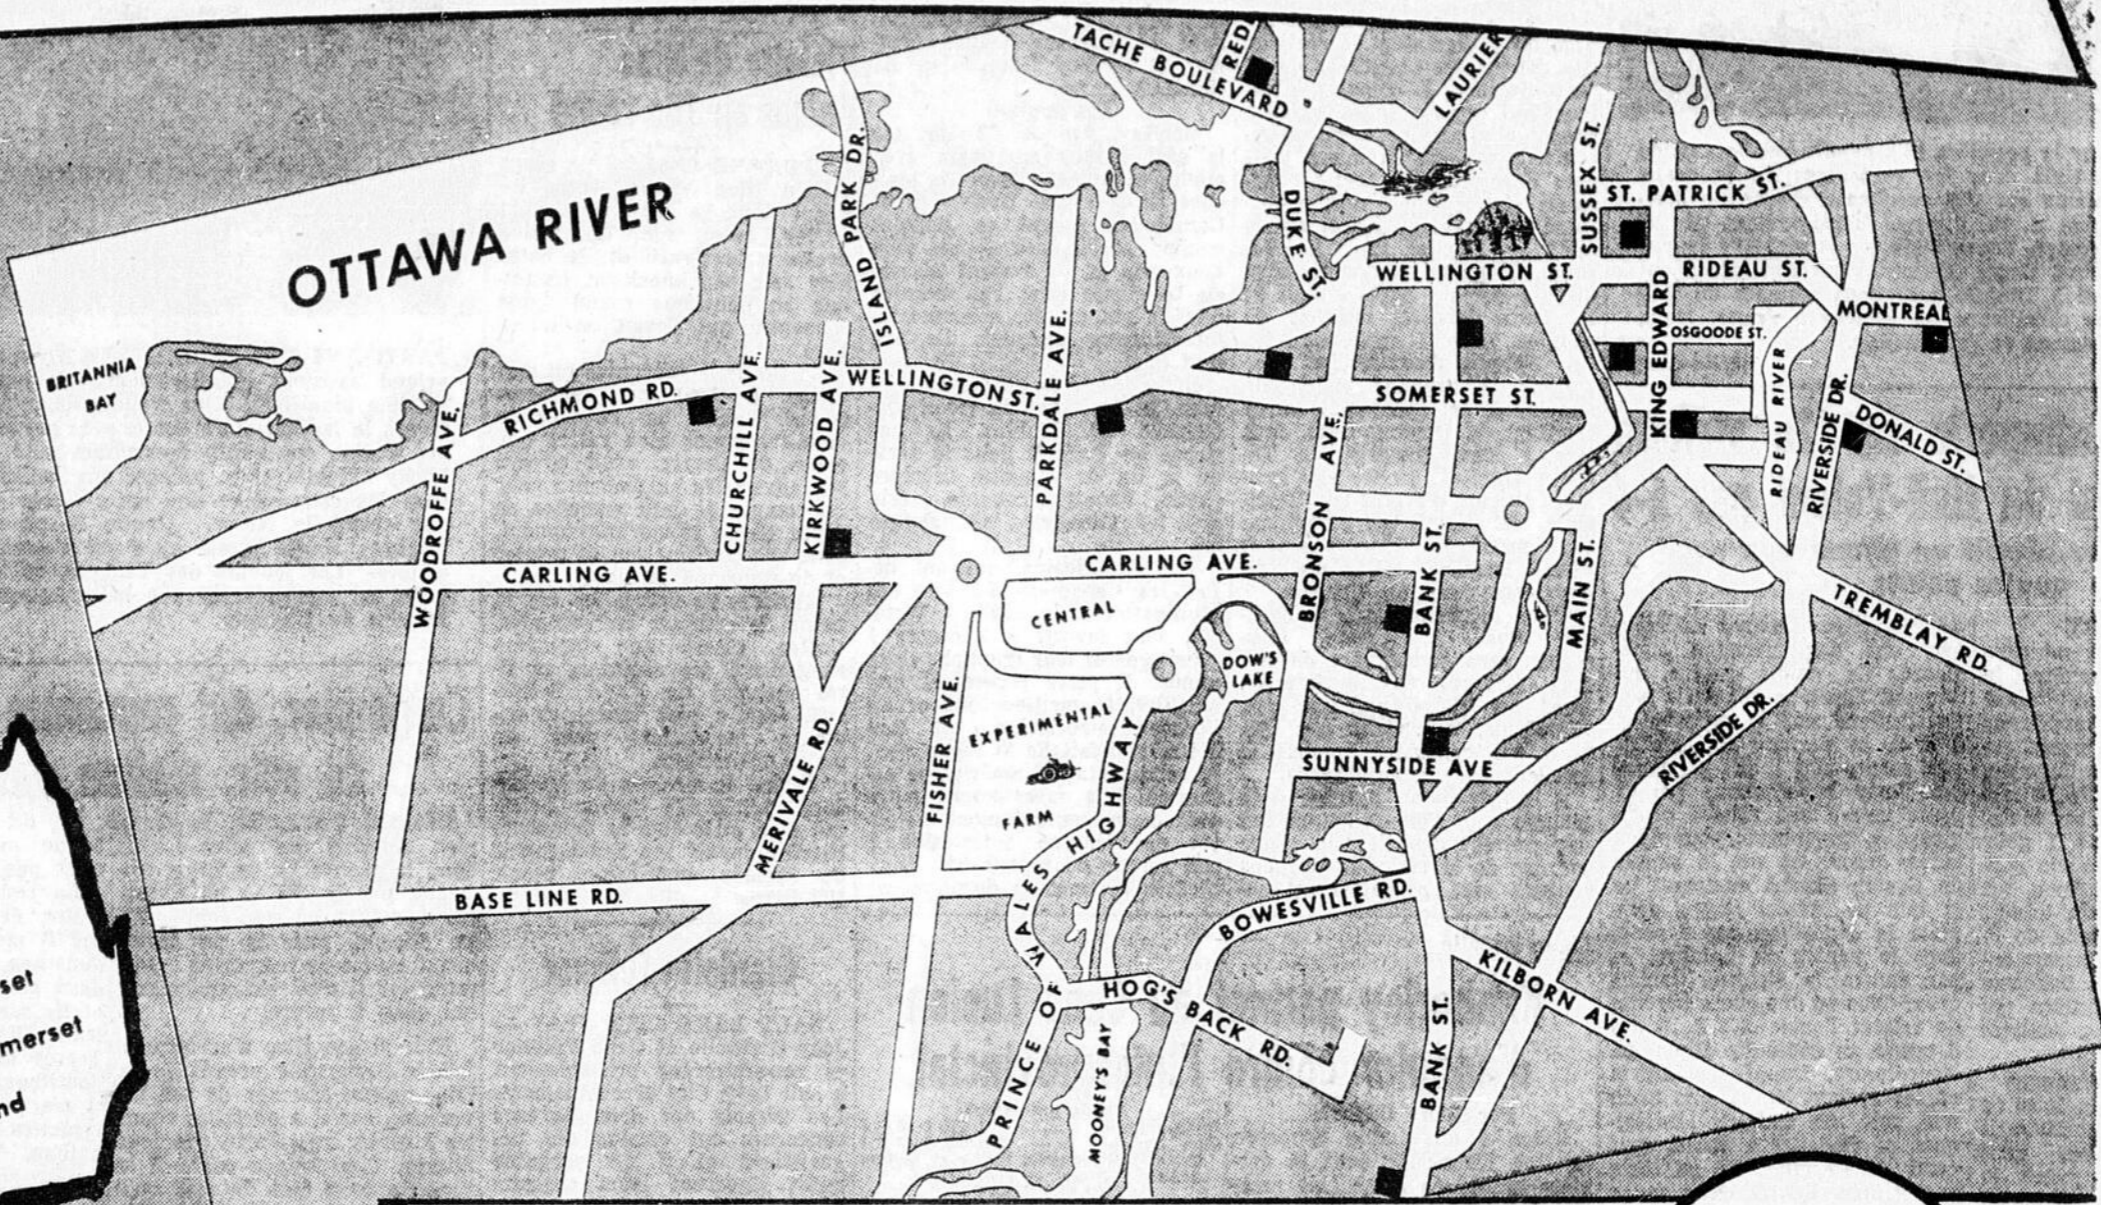 TACHE BOULEVARD
RED
LAURIER
OTTAWA RIVER
ISLAND PARK DR.
DUKE ST.
SUSSEX ST.
ST. PATRICK ST.
WELLINGTON ST.
RIDEAU ST.
MONTREAL
OSGOODE ST.
KING EDWARD
RIDEAU RIVER
RIVERSIDE DR.
DONALD ST.
BRITANNIA
BAY
RICHMOND RD.
WELLINGTON ST.
SOMERSET ST.
WOODROFFE AVE.
CHURCHILL AVE.
KIRKWOOD AVE.
PARKDALE AVE.
BRONSON AVE.
BANK ST.
MAIN ST.
CARLING AVE.
CARLING AVE.
TREMBLAY RD.
CENTRAL
EXPERIMENTAL
FARM
DOW'S
LAKE
FISHER AVE.
MERIVALE RD.
PRINCE OF WALES HIGHWAY
SUNNYSIDE AVE
RIVERSIDE DR.
BASE LINE RD.
BOWESVILLE RD.
HOG'S BACK RD.
KILBORN AVE.
MOONEY'S BAY
BANK ST.
set
merset
nd